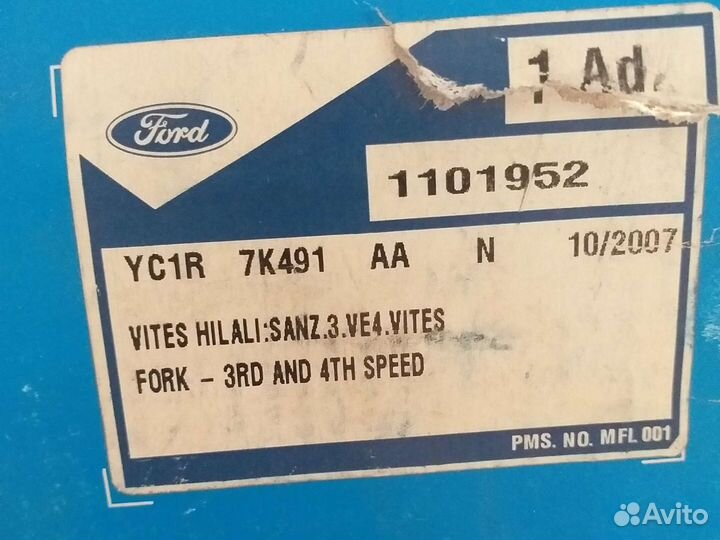 Ford
1 Ad.
1101952
YC1R 7K491 AA N 10/2007
VITES HILALI:SANZ.3.VE4.VITES
FORK - 3RD AND 4TH SPEED
PMS. NO. MFL 001
Avito